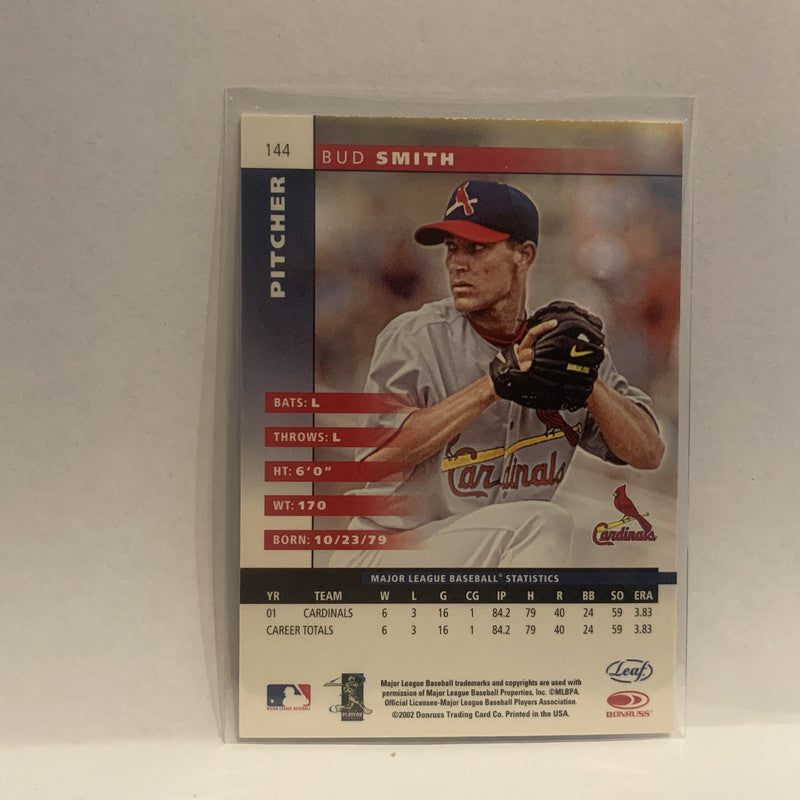 144
BUD SMITH
PITCHER
BATS: L
THROWS: L
HT: 6'0"
WT: 170
BORN: 10/23/79
Cardinals
Cardinals
MAJOR LEAGUE BASEBALL® STATISTICS
YR TEAM W L G CG IP H R BB SO ERA
01 CARDINALS 6 3 16 1 84.2 79 40 24 59 3.83
CAREER TOTALS 6 3 16 1 84.2 79 40 24 59 3.83
Leaf
Major League Baseball trademarks and copyrights are used with
permission of Major League Baseball Properties, Inc. ©MLBPA.
Official Licensee-Major League Baseball Players Association.
©2002 Donruss Trading Card Co. Printed in the USA.
MAJOR LEAGUE BASEBALL
PLAYERS
DONRUSS